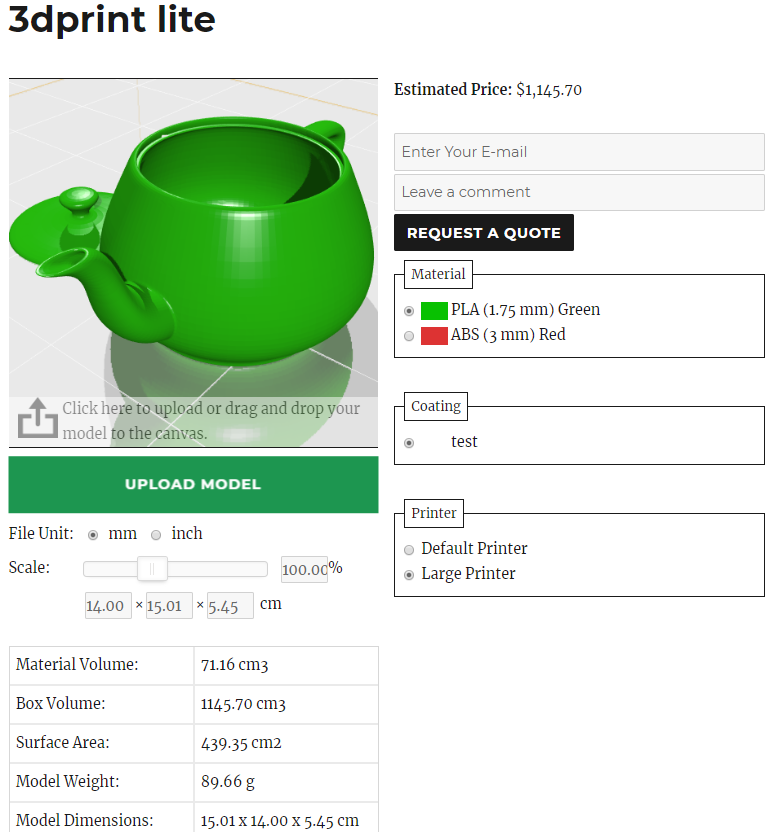 3dprint lite
Click here to upload or drag and drop your
model to the canvas.
UPLOAD MODEL
File Unit: mm inch
Scale: 100.00%
14.00 × 15.01 × 5.45 cm
Material Volume: 71.16 cm3
Box Volume: 1145.70 cm3
Surface Area: 439.35 cm2
Model Weight: 89.66 g
Model Dimensions: 15.01 x 14.00 x 5.45 cm
Estimated Price: $1,145.70
Enter Your E-mail
Leave a comment
REQUEST A QUOTE
Material
PLA (1.75 mm) Green
ABS (3 mm) Red
Coating
test
Printer
Default Printer
Large Printer